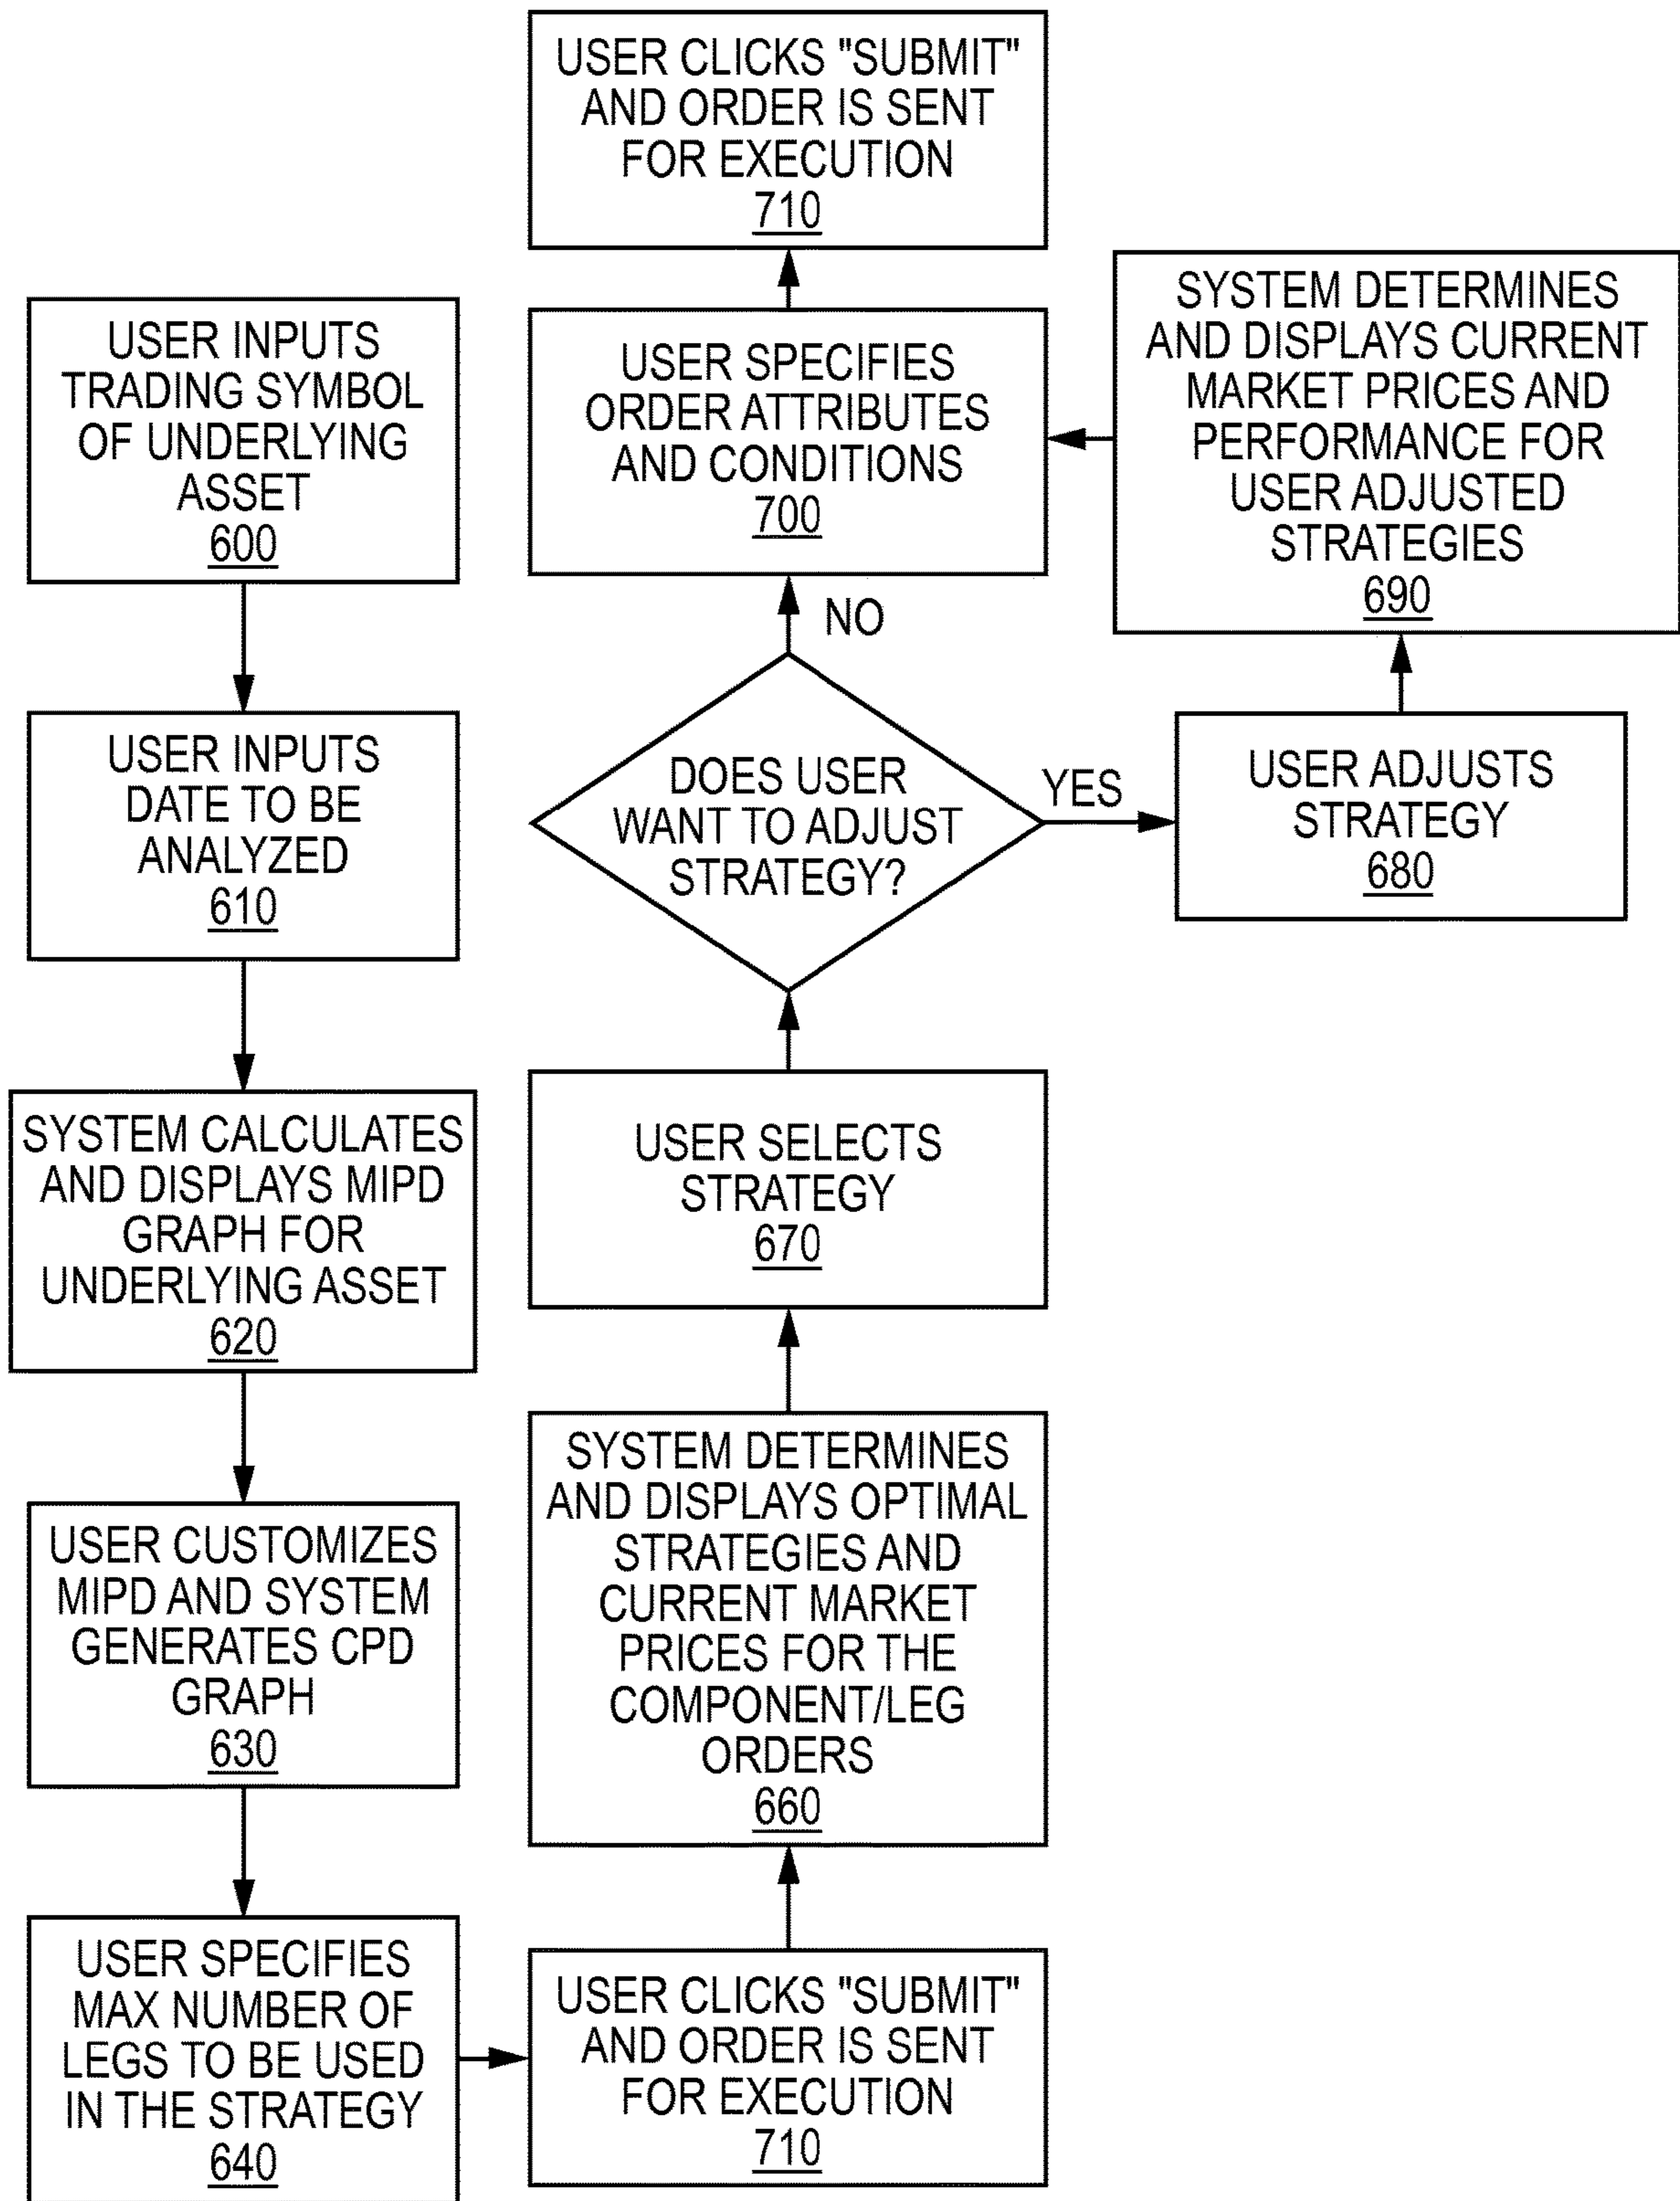 USER INPUTS
TRADING SYMBOL
OF UNDERLYING
ASSET
600
USER INPUTS
DATE TO BE
ANALYZED
610
SYSTEM CALCULATES
AND DISPLAYS MIPD
GRAPH FOR
UNDERLYING ASSET
620
USER CUSTOMIZES
MIPD AND SYSTEM
GENERATES CPD
GRAPH
630
USER SPECIFIES
MAX NUMBER OF
LEGS TO BE USED
IN THE STRATEGY
640
USER CLICKS "SUBMIT"
AND ORDER IS SENT
FOR EXECUTION
710
SYSTEM DETERMINES
AND DISPLAYS OPTIMAL
STRATEGIES AND
CURRENT MARKET
PRICES FOR THE
COMPONENT/LEG
ORDERS
660
USER SELECTS
STRATEGY
670
DOES USER
WANT TO ADJUST
STRATEGY?
YES
USER ADJUSTS
STRATEGY
680
SYSTEM DETERMINES
AND DISPLAYS CURRENT
MARKET PRICES AND
PERFORMANCE FOR
USER ADJUSTED
STRATEGIES
690
NO
USER SPECIFIES
ORDER ATTRIBUTES
AND CONDITIONS
700
USER CLICKS "SUBMIT"
AND ORDER IS SENT
FOR EXECUTION
710